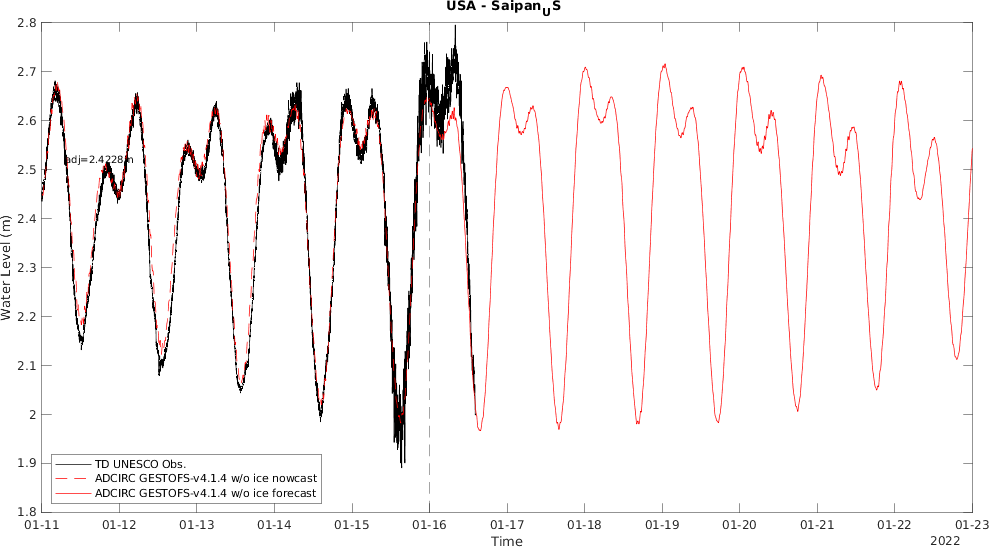 USA - Saipan_US
2.8
2.7
2.6
2.5
2.4
2.3
2.2
2.1
2
1.9
1.8
Water Level (m)
adj=2.4228m
TD UNESCO Obs.
ADCIRC GESTOFS-v4.1.4 w/o ice nowcast
ADCIRC GESTOFS-v4.1.4 w/o ice forecast
01-11 01-12 01-13 01-14 01-15 01-16 01-17 01-18 01-19 01-20 01-21 01-22 01-23
Time
2022